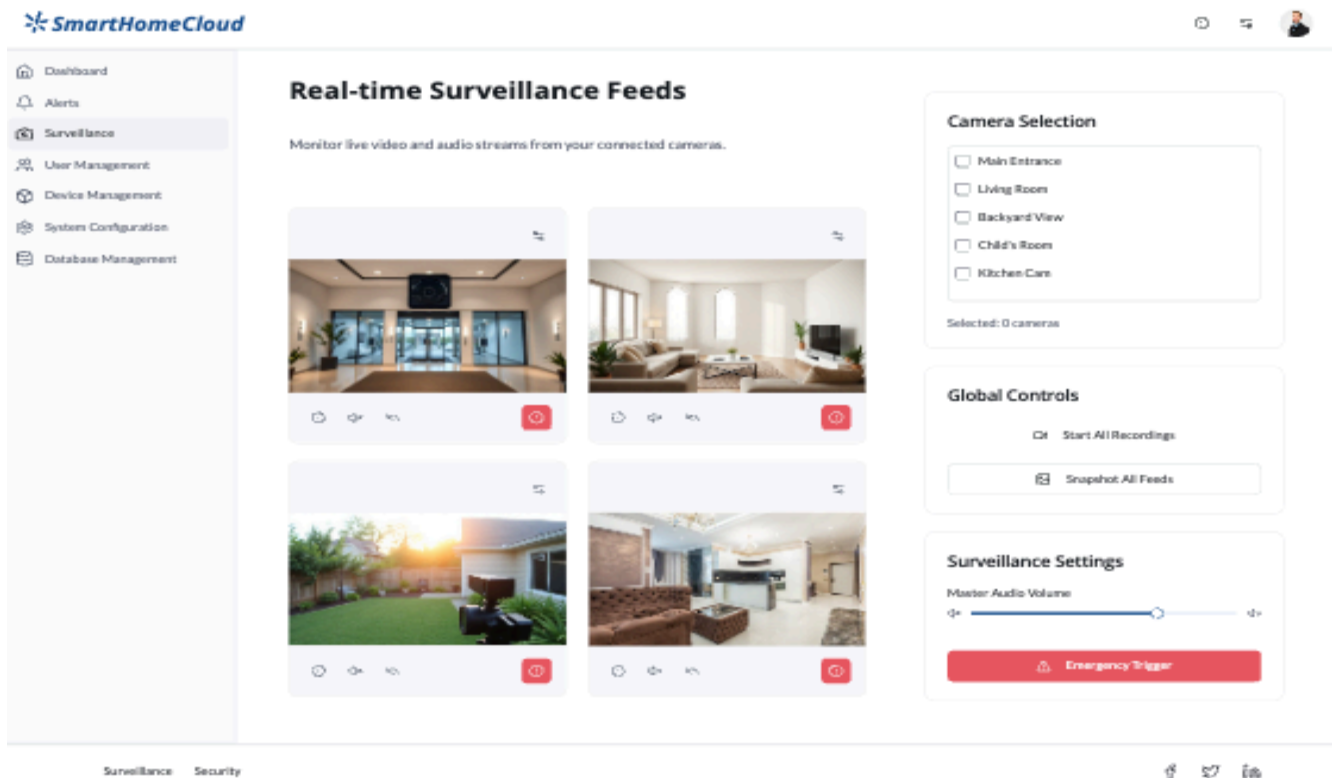 SmartHomeCloud
Dashboard
Alerts
Surveillance
User Management
Device Management
System Configuration
Database Management
Real-time Surveillance Feeds
Monitor live video and audio streams from your connected cameras.
Camera Selection
Main Entrance
Living Room
Backyard View
Child's Room
Kitchen Cam
Selected: 0 cameras
Global Controls
Start All Recordings
Snapshot All Feeds
Surveillance Settings
Master Audio Volume
Emergency Trigger
Surveillance Security